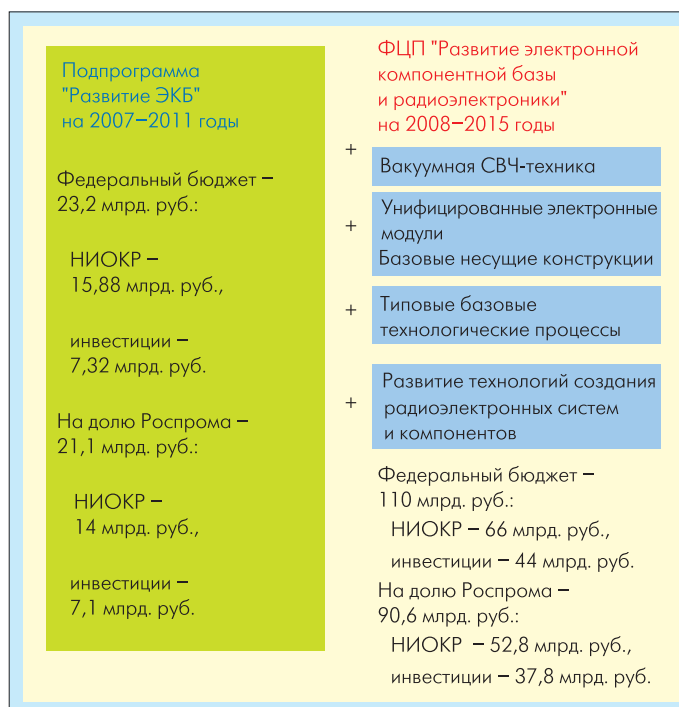 Подпрограмма
"Развитие ЭКБ"
на 2007–2011 годы
Федеральный бюджет –
23,2 млрд. руб.:
НИОКР –
15,88 млрд. руб.,
инвестиции –
7,32 млрд. руб.
На долю Роспрома –
21,1 млрд. руб.:
НИОКР –
14 млрд. руб.,
инвестиции –
7,1 млрд. руб.
ФЦП "Развитие электронной
компонентной базы
и радиоэлектроники"
на 2008–2015 годы
+
Вакуумная СВЧ-техника
+
Унифицированные электронные
модули
Базовые несущие конструкции
+
Типовые базовые
технологические процессы
+
Развитие технологий создания
радиоэлектронных систем
и компонентов
Федеральный бюджет –
110 млрд. руб.:
НИОКР – 66 млрд. руб.,
инвестиции – 44 млрд. руб.
На долю Роспрома –
90,6 млрд. руб.:
НИОКР – 52,8 млрд. руб.,
инвестиции – 37,8 млрд. руб.